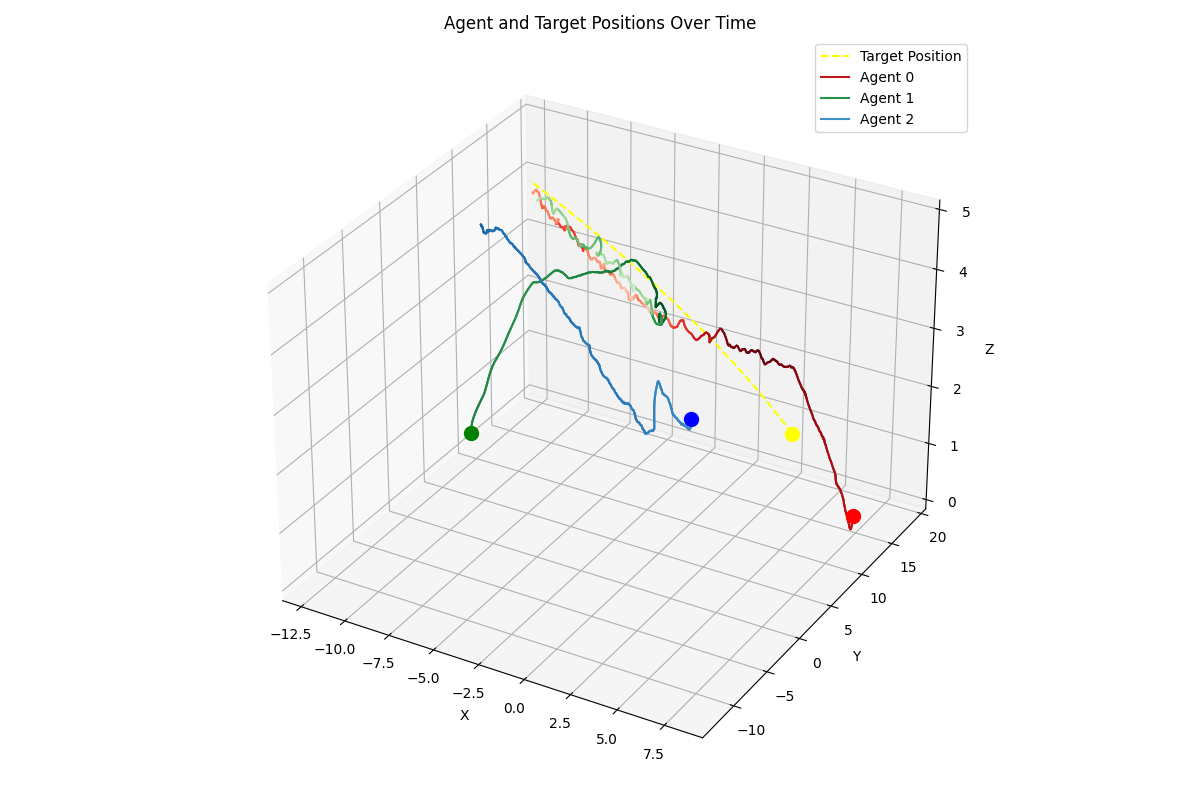 Agent and Target Positions Over Time
Target Position
Agent 0
Agent 1
Agent 2
5
4
Z
3
2
1
0
20
15
10
5
Y
0
−5
−10
−12.5
−10.0
−7.5
−5.0
−2.5
X
0.0
2.5
5.0
7.5